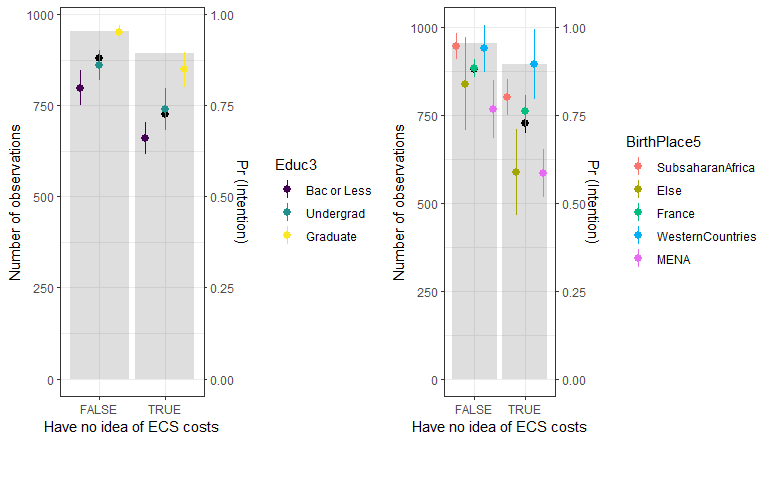 1000
750
500
250
0
Number of observations
1.00
0.75
0.50
0.25
0.00
Pr (Intention)
FALSE
TRUE
Have no idea of ECS costs
Educ3
Bac or Less
Undergrad
Graduate
1000
750
500
250
0
Number of observations
1.00
0.75
0.50
0.25
0.00
Pr (Intention)
FALSE
TRUE
Have no idea of ECS costs
BirthPlace5
SubsaharanAfrica
Else
France
WesternCountries
MENA